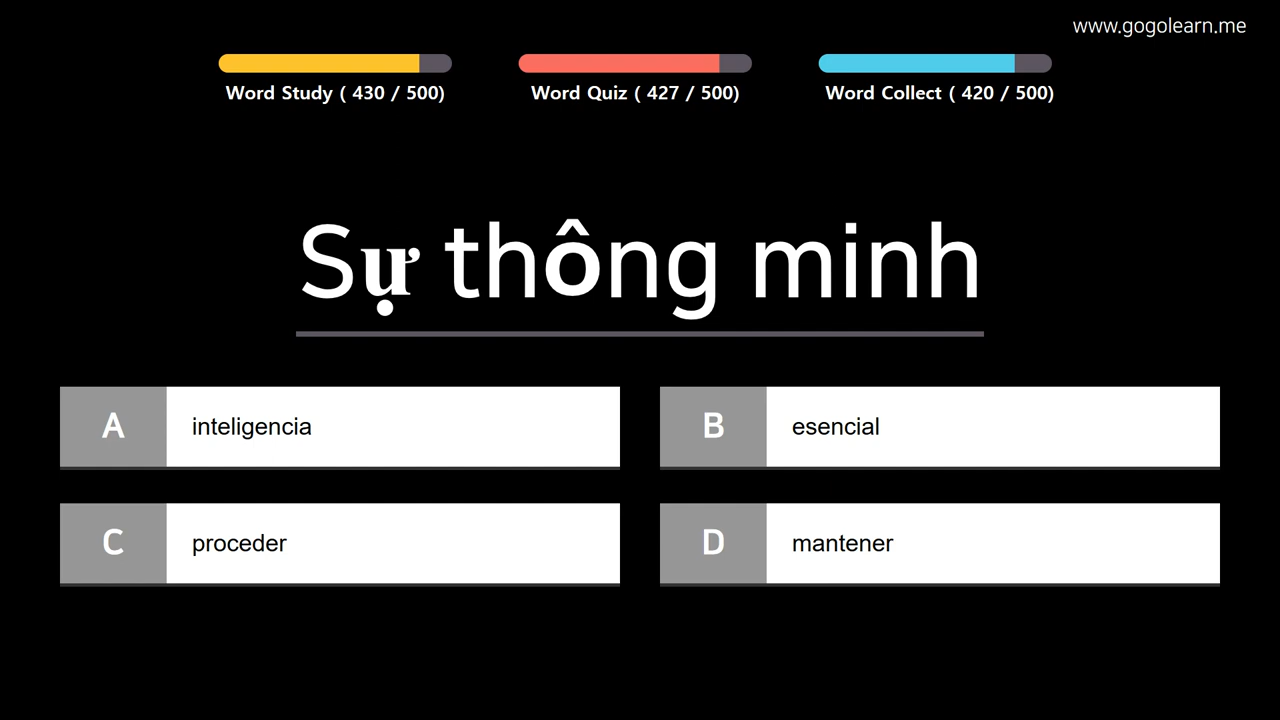 www.gogolearn.me
Word Study ( 430 / 500)
Word Quiz ( 427 / 500)
Word Collect ( 420 / 500)
Sự thông minh
A inteligencia
B esencial
C proceder
D mantener